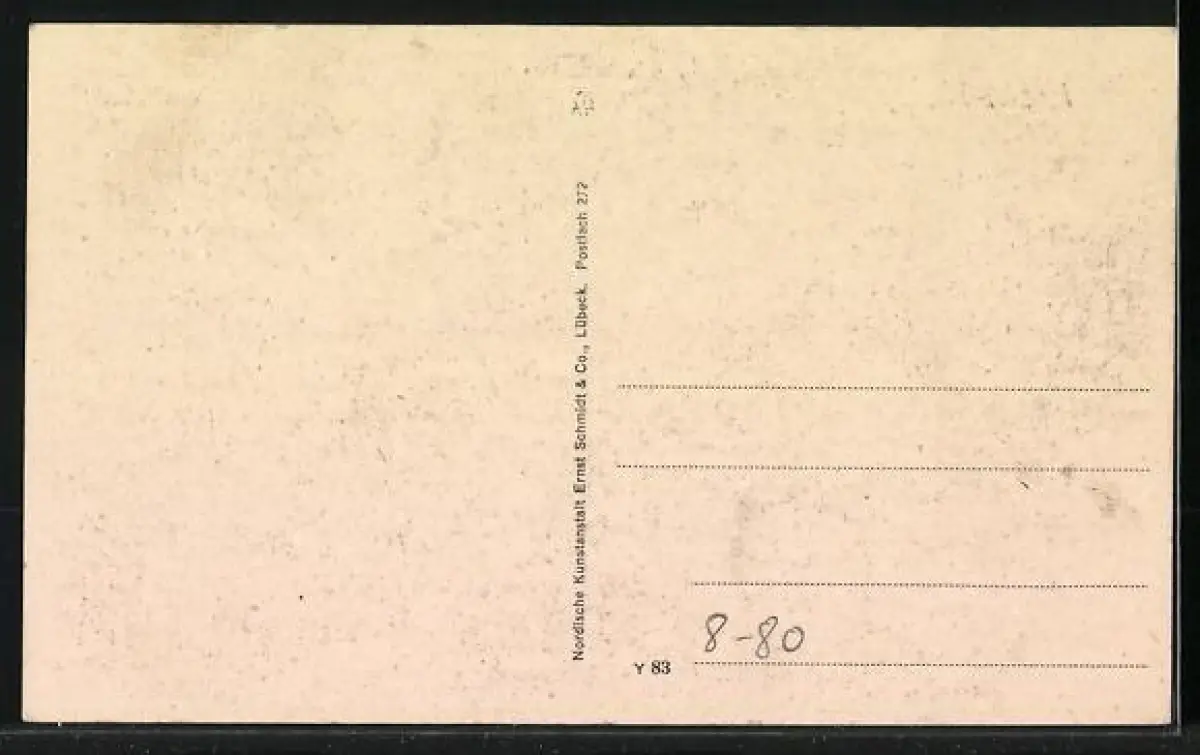 Nordische Kunstanstalt Ernst Schmidt & Co., Lübeck, Postfach 272
8-80
Y 83